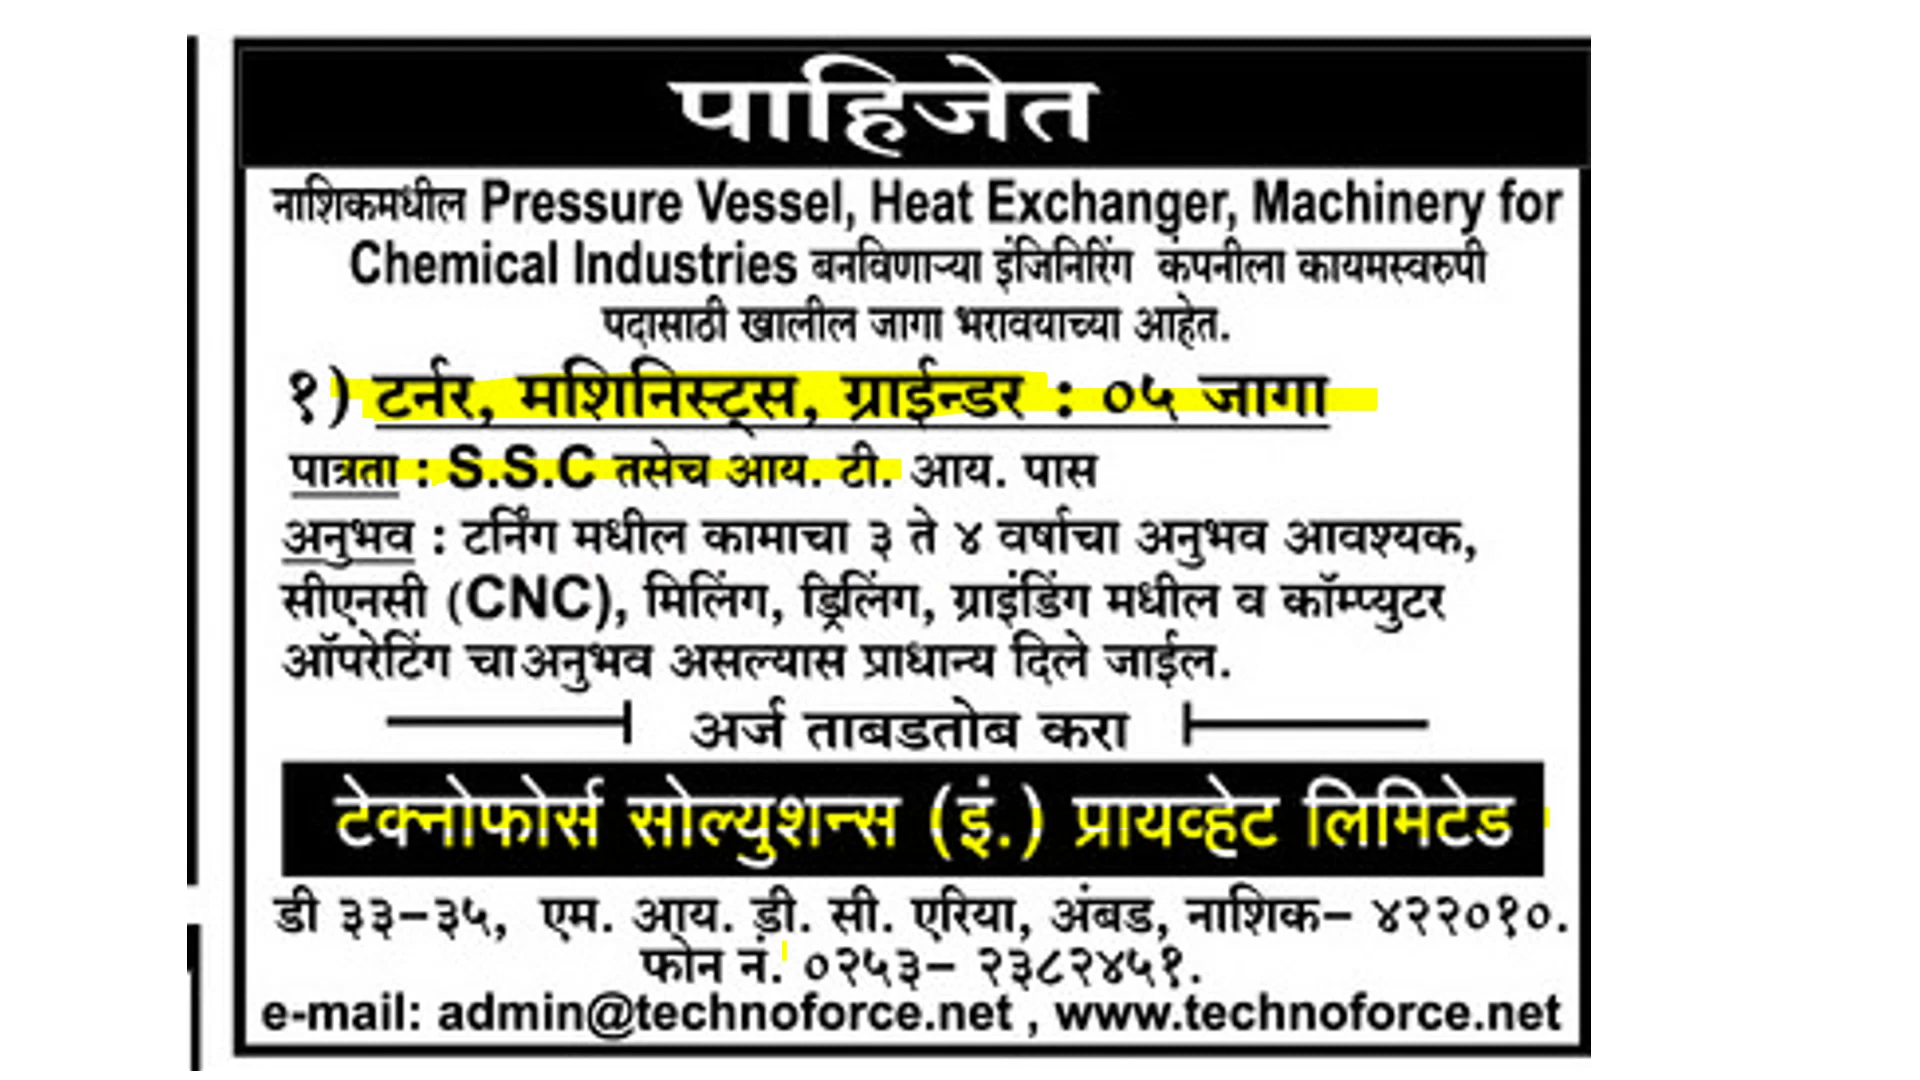 पाहिजेत
नाशिकमधील Pressure Vessel, Heat Exchanger, Machinery for
Chemical Industries बनविणाऱ्या इंजिनिरिंग कंपनीला कायमस्वरुपी
पदासाठी खालील जागा भरावयाच्या आहेत.
१) टर्नर, मशिनिस्ट्स, ग्राईन्डर : ०५ जागा
पात्रता : S.S.C तसेच आय. टी. आय. पास
अनुभव : टर्निंग मधील कामाचा ३ ते ४ वर्षाचा अनुभव आवश्यक,
सीएनसी (CNC), मिलिंग, ड्रिलिंग, ग्राइंडिंग मधील व कॉम्प्युटर
ऑपरेटिंग चा अनुभव असल्यास प्राधान्य दिले जाईल.
अर्ज ताबडतोब करा
टेक्नोफोर्स सोल्युशन्स (इं.) प्रायव्हेट लिमिटेड
डी ३३-३५, एम. आय. डी. सी. एरिया, अंबड, नाशिक- ४२२०१०.
फोन नं. ०२५३- २३८२४५१.
e-mail: admin@technoforce.net , www.technoforce.net